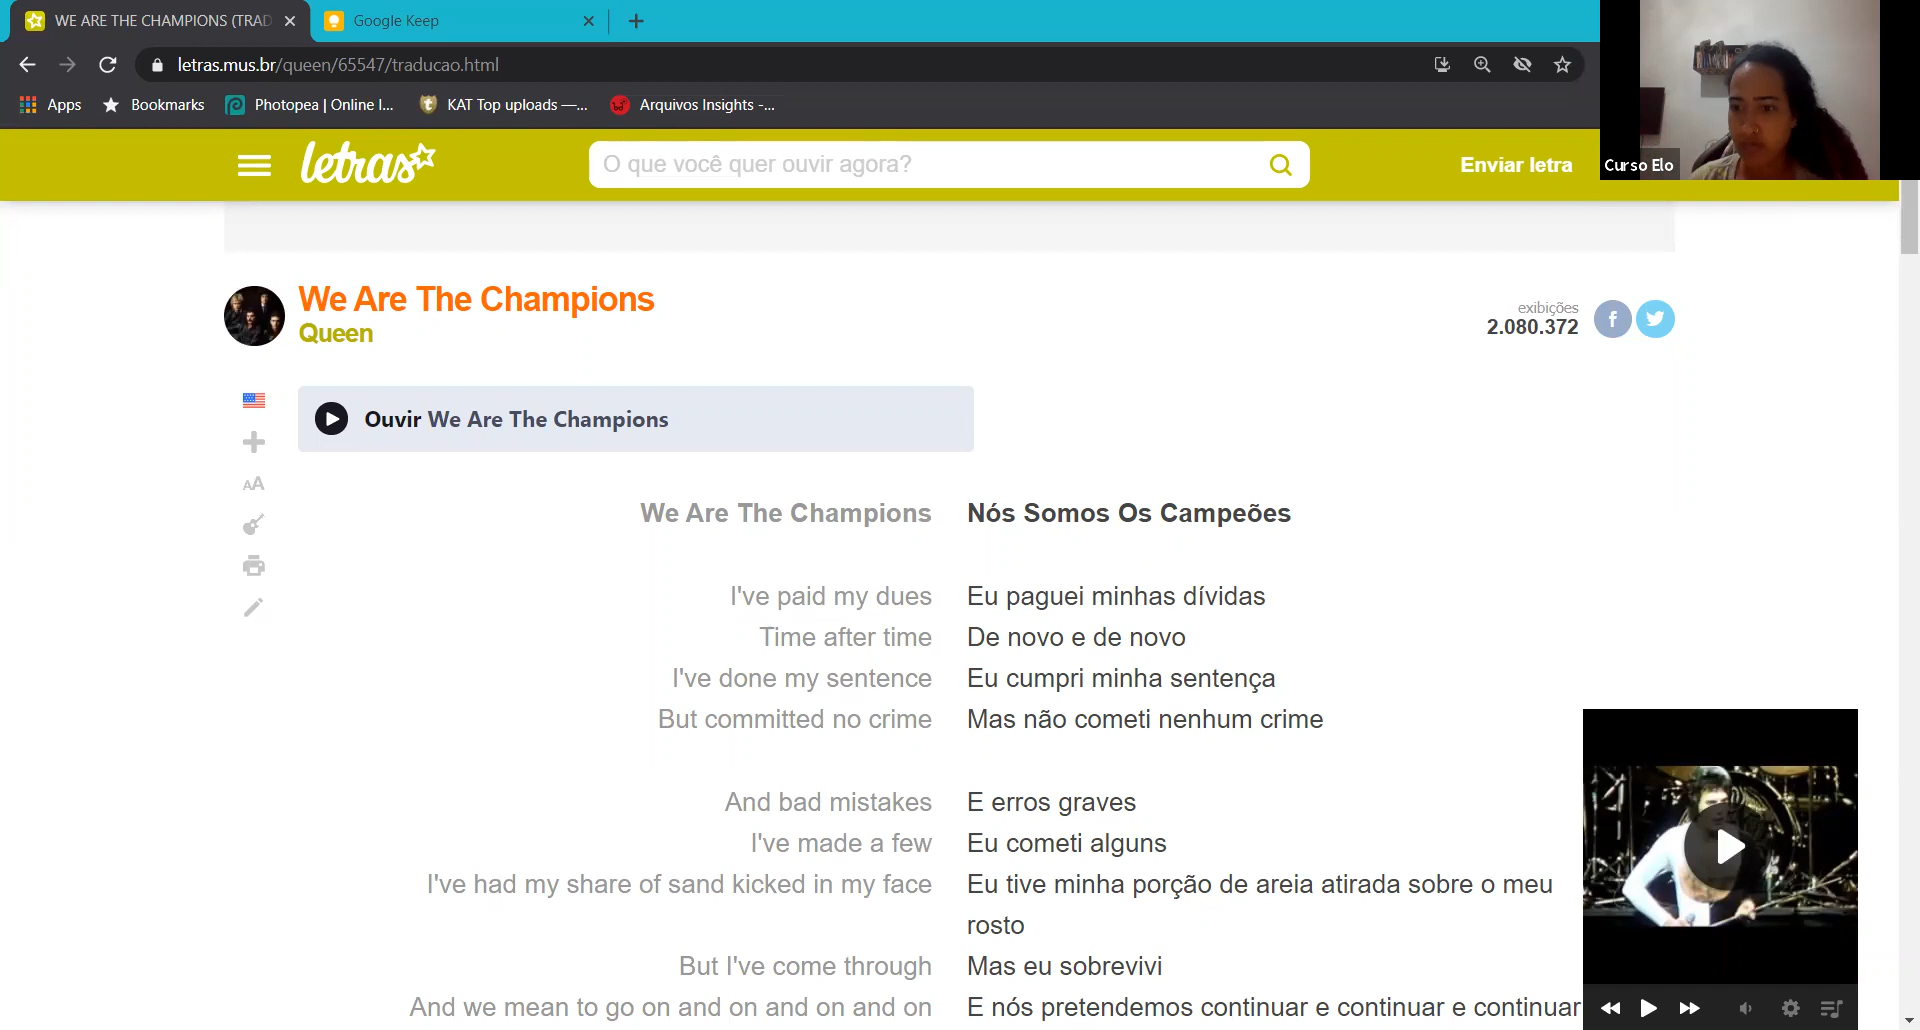 WE ARE THE CHAMPIONS (TRAD
Google Keep
letras.mus.br/queen/65547/traducao.html
Apps
Bookmarks
Photopea | Online I...
KAT Top uploads —...
Arquivos Insights -...
letras
O que você quer ouvir agora?
Enviar letra
Curso Elo
We Are The Champions
Queen
exibições
2.080.372
f
Ouvir We Are The Champions
AA
We Are The Champions
Nós Somos Os Campeões
I've paid my dues
Eu paguei minhas dívidas
Time after time
De novo e de novo
I've done my sentence
Eu cumpri minha sentença
But committed no crime
Mas não cometi nenhum crime
And bad mistakes
E erros graves
I've made a few
Eu cometi alguns
I've had my share of sand kicked in my face
Eu tive minha porção de areia atirada sobre o meu
rosto
But I've come through
Mas eu sobrevivi
And we mean to go on and on and on and on
E nós pretendemos continuar e continuar e continuar